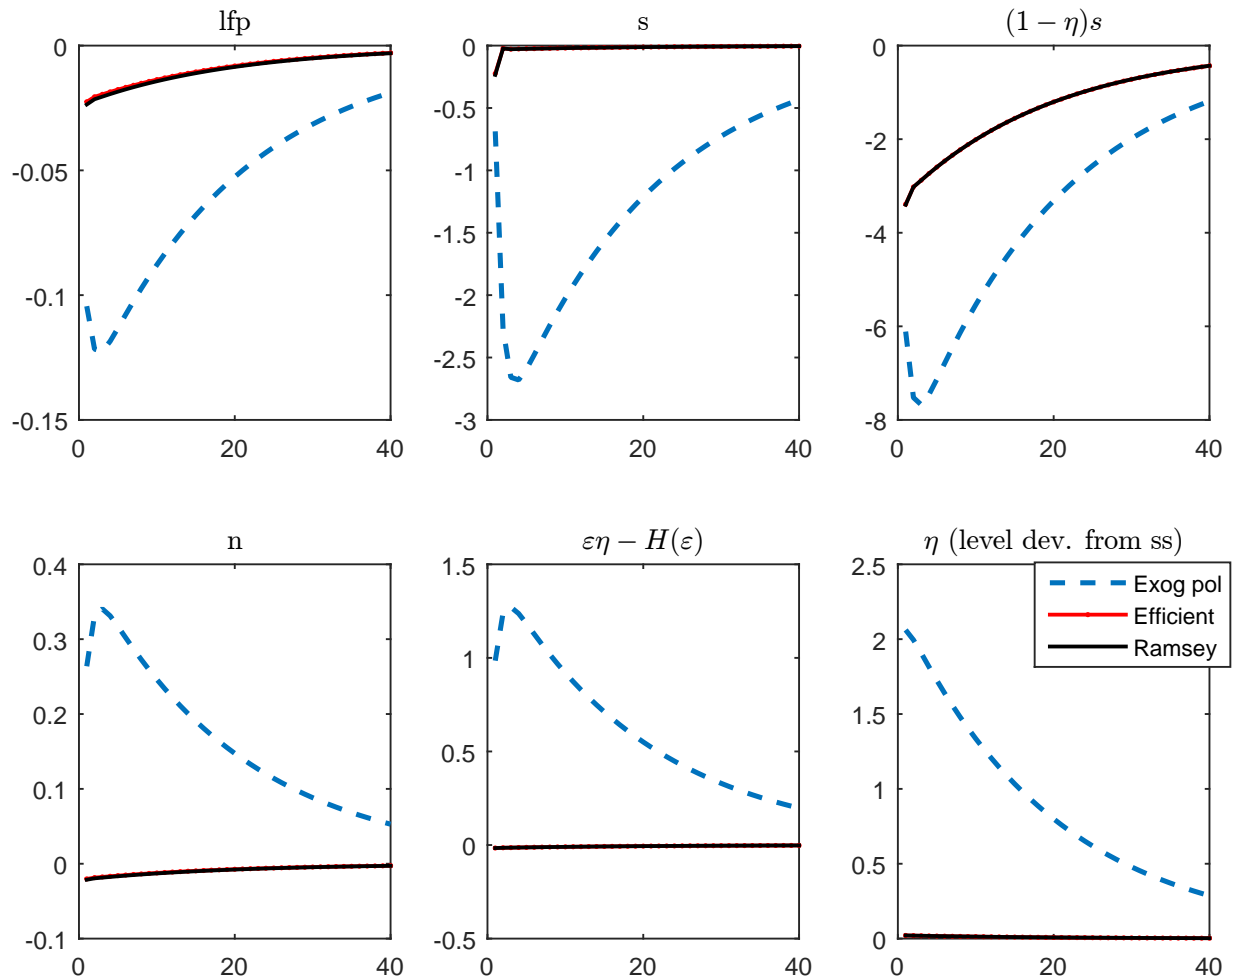 lfp
s
(1 − η)s
0
-0.05
-0.1
-0.15
0 20 40
0
-0.5
-1
-1.5
-2
-2.5
-3
0 20 40
0
-2
-4
-6
-8
0 20 40
n
εη − H(ε)
η (level dev. from ss)
0.4
0.3
0.2
0.1
0
-0.1
0 20 40
1.5
1
0.5
0
-0.5
0 20 40
2.5
2
1.5
1
0.5
0
0 20 40
Exog pol
Efficient
Ramsey